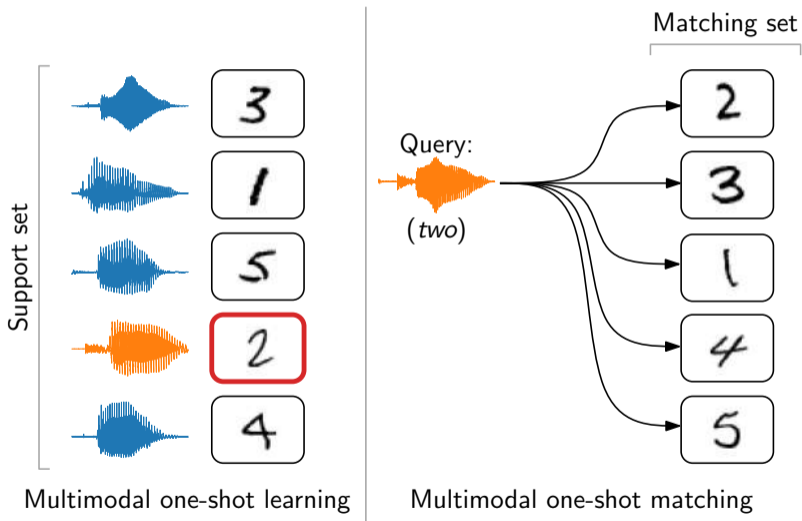 Support set
3
1
5
2
4
Multimodal one-shot learning
Matching set
Query:
(two)
2
3
1
4
5
Multimodal one-shot matching